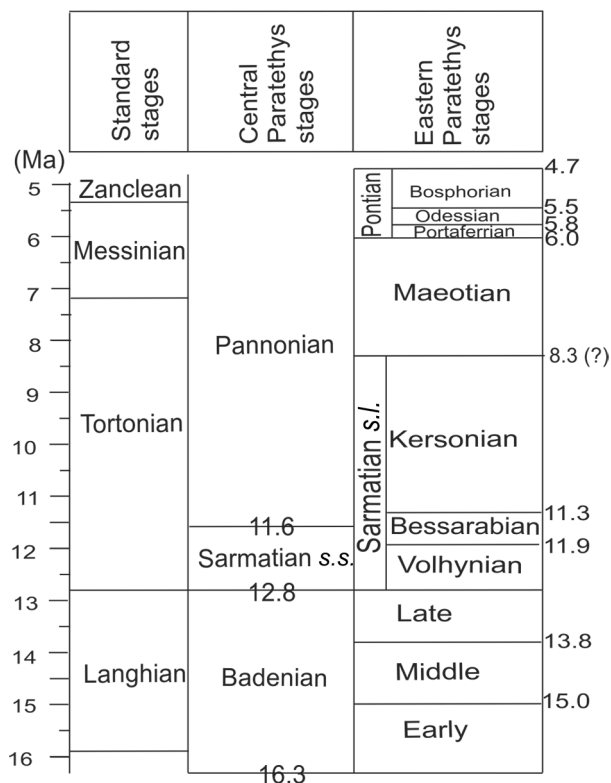 Standard
stages
Central
Paratethys
stages
Eastern
Paratethys
stages
(Ma)
4.7
5
Zanclean
Pontian
Bosphorian
5.5
Odessian
5.8
Portaferrian
6.0
6
Messinian
7
Maeotian
8
Pannonian
8.3 (?)
9
Tortonian
Sarmatian s.l.
Kersonian
10
11
11.3
11.6
Bessarabian
11.9
12
Sarmatian s.s.
Volhynian
12.8
13
Late
13.8
14
Langhian
Badenian
Middle
15
15.0
Early
16
16.3